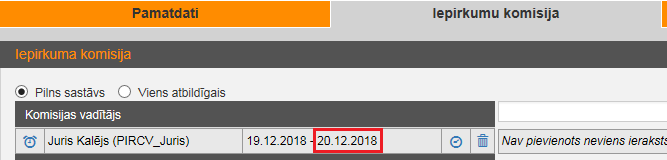 Pamatdati Iepirkumu komisija
Iepirkuma komisija
Pilns sastāvs Viens atbildīgais
Komisijas vadītājs
Juris Kalējs (PIRCV_Juris) 19.12.2018 - 20.12.2018 Nav pievienots neviens ieraksts